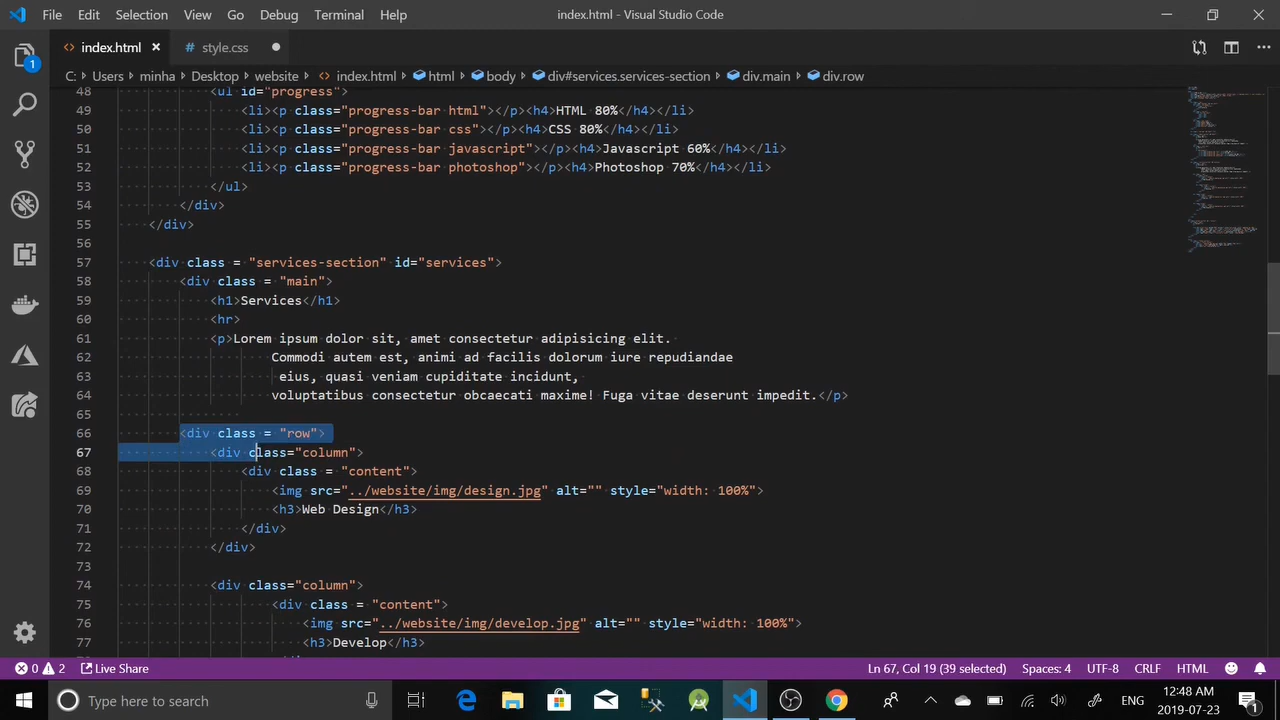 File Edit Selection View Go Debug Terminal Help index.html - Visual Studio Code
index.html style.css
C: Users minha Desktop website index.html html body div#services.services-section div.main div.row
48 <ul id="progress">
49 <li><p class="progress-bar html"></p><h4>HTML 80%</h4></li>
50 <li><p class="progress-bar css"></p><h4>CSS 80%</h4></li>
51 <li><p class="progress-bar javascript"></p><h4>Javascript 60%</h4></li>
52 <li><p class="progress-bar photoshop"></p><h4>Photoshop 70%</h4></li>
53 </ul>
54 </div>
55 </div>
56
57 <div class = "services-section" id="services">
58 <div class = "main">
59 <h1>Services</h1>
60 <hr>
61 <p>Lorem ipsum dolor sit, amet consectetur adipisicing elit.
62 Commodi autem est, animi ad facilis dolorum iure repudiandae
63 eius, quasi veniam cupiditate incidunt,
64 voluptatibus consectetur obcaecati maxime! Fuga vitae deserunt impedit.</p>
65
66 <div class = "row">
67 <div class="column">
68 <div class = "content">
69 <img src="../website/img/design.jpg" alt="" style="width: 100%">
70 <h3>Web Design</h3>
71 </div>
72 </div>
73
74 <div class="column">
75 <div class = "content">
76 <img src="../website/img/develop.jpg" alt="" style="width: 100%">
77 <h3>Develop</h3>
1
0 2 Live Share Ln 67, Col 19 (39 selected) Spaces: 4 UTF-8 CRLF HTML
Type here to search ENG 12:48 AM
2019-07-23 1